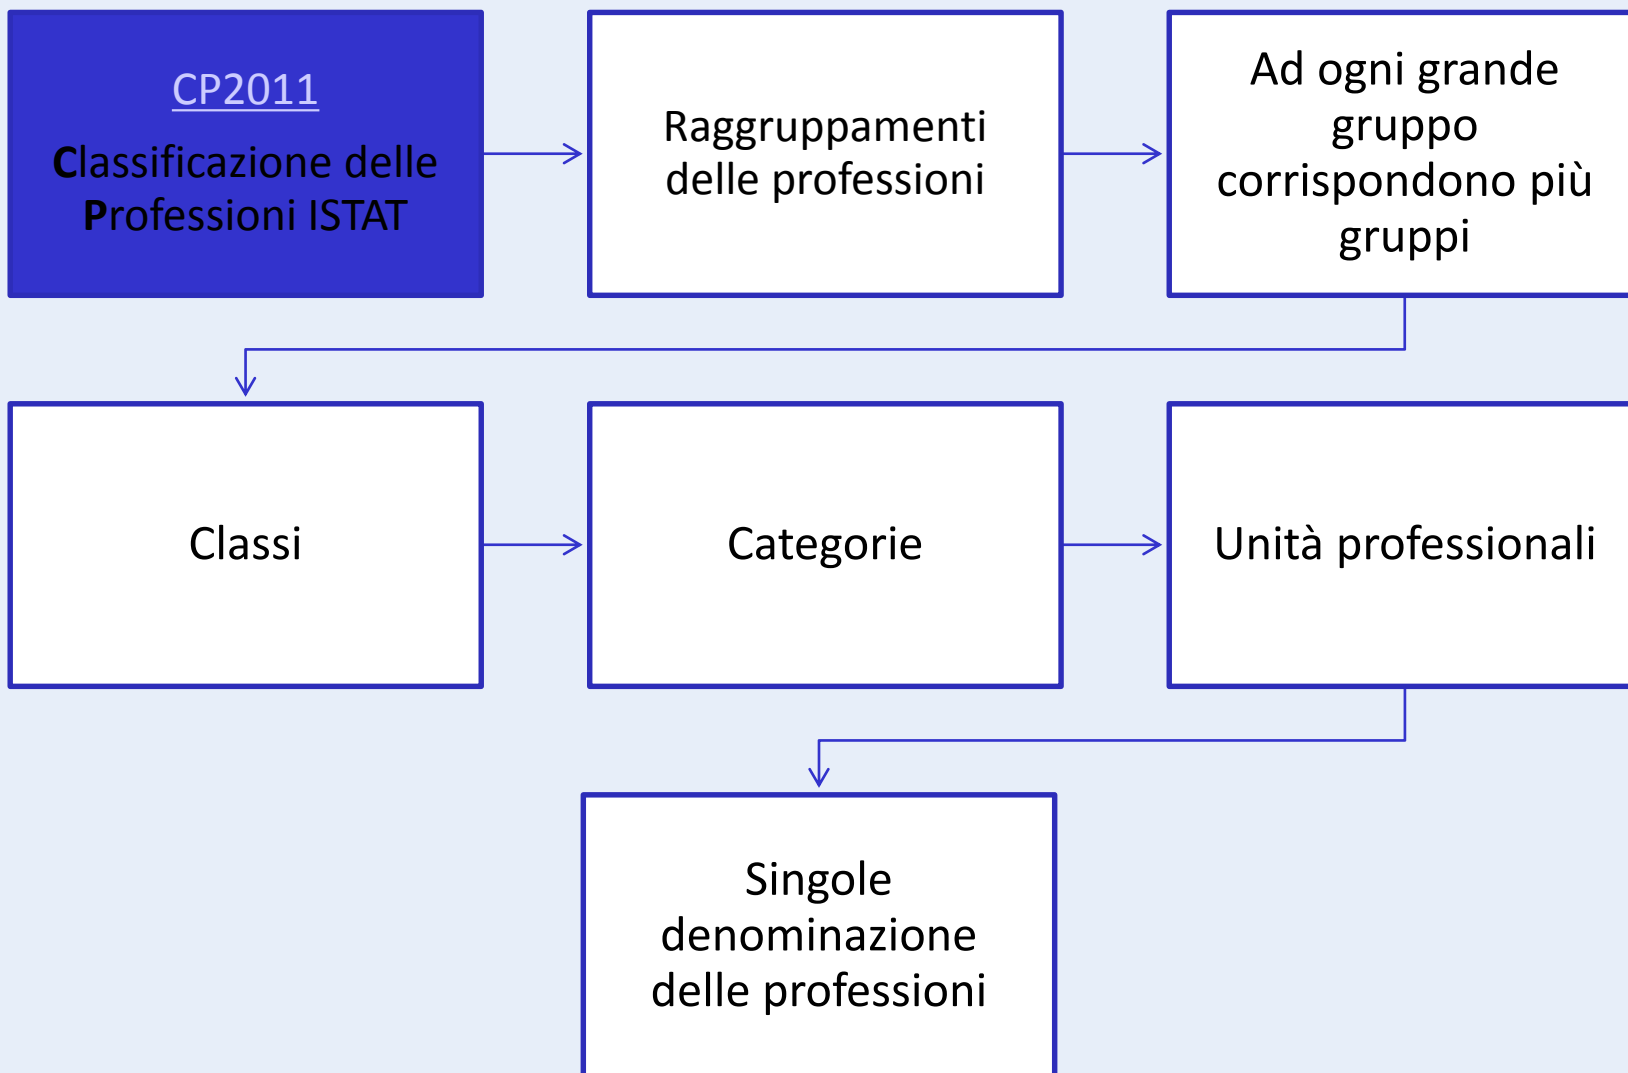 CP2011
Classificazione delle
Professioni ISTAT
Raggruppamenti
delle professioni
Ad ogni grande
gruppo
corrispondono più
gruppi
Classi
Categorie
Unità professionali
Singole
denominazione
delle professioni